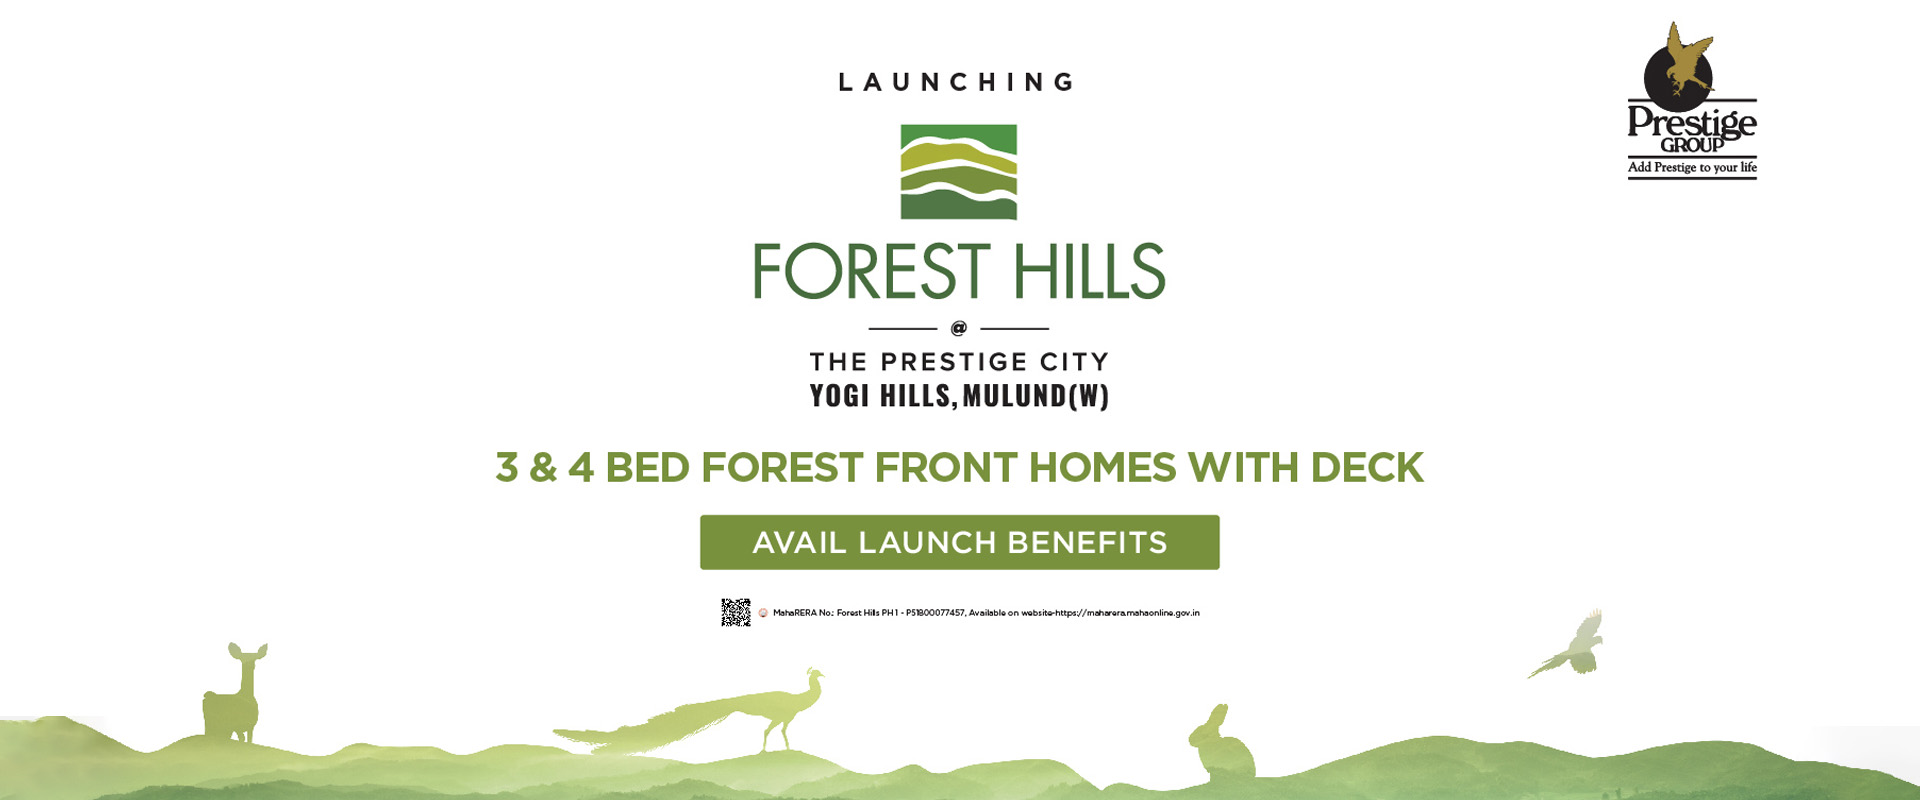 LAUNCHING
Prestige
GROUP
Add Prestige to your life
FOREST HILLS
@
THE PRESTIGE CITY
YOGI HILLS, MULUND(W)
3 & 4 BED FOREST FRONT HOMES WITH DECK
AVAIL LAUNCH BENEFITS
MahaRERA No.: Forest Hills PH 1 - P51800077457, Available on website-https://maharera.mahaonline.gov.in